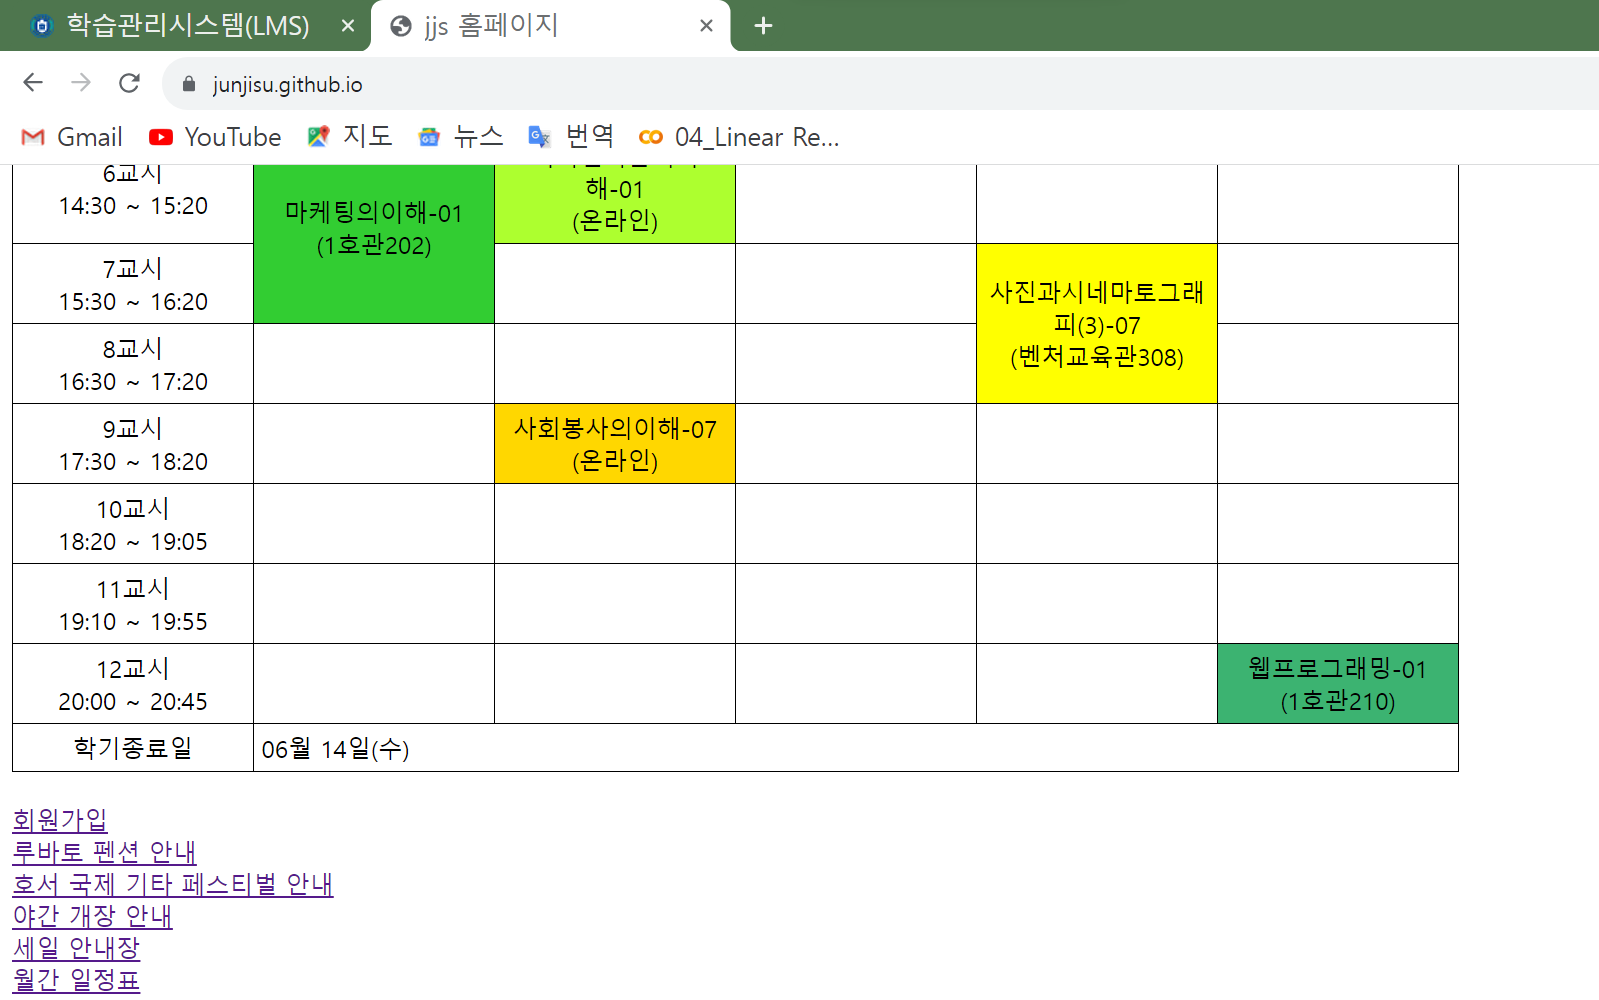 학습관리시스템(LMS)
jjs 홈페이지
junjisu.github.io
Gmail
YouTube
지도
뉴스
번역
04_Linear Re...
6교시
14:30 ~ 15:20
마케팅의이해-01
(1호관202)
해-01
(온라인)
7교시
15:30 ~ 16:20
사진과시네마토그래
피(3)-07
(벤처교육관308)
8교시
16:30 ~ 17:20
9교시
17:30 ~ 18:20
사회봉사의이해-07
(온라인)
10교시
18:20 ~ 19:05
11교시
19:10 ~ 19:55
12교시
20:00 ~ 20:45
웹프로그래밍-01
(1호관210)
학기종료일
06월 14일(수)
회원가입
루바토 펜션 안내
호서 국제 기타 페스티벌 안내
야간 개장 안내
세일 안내장
월간 일정표